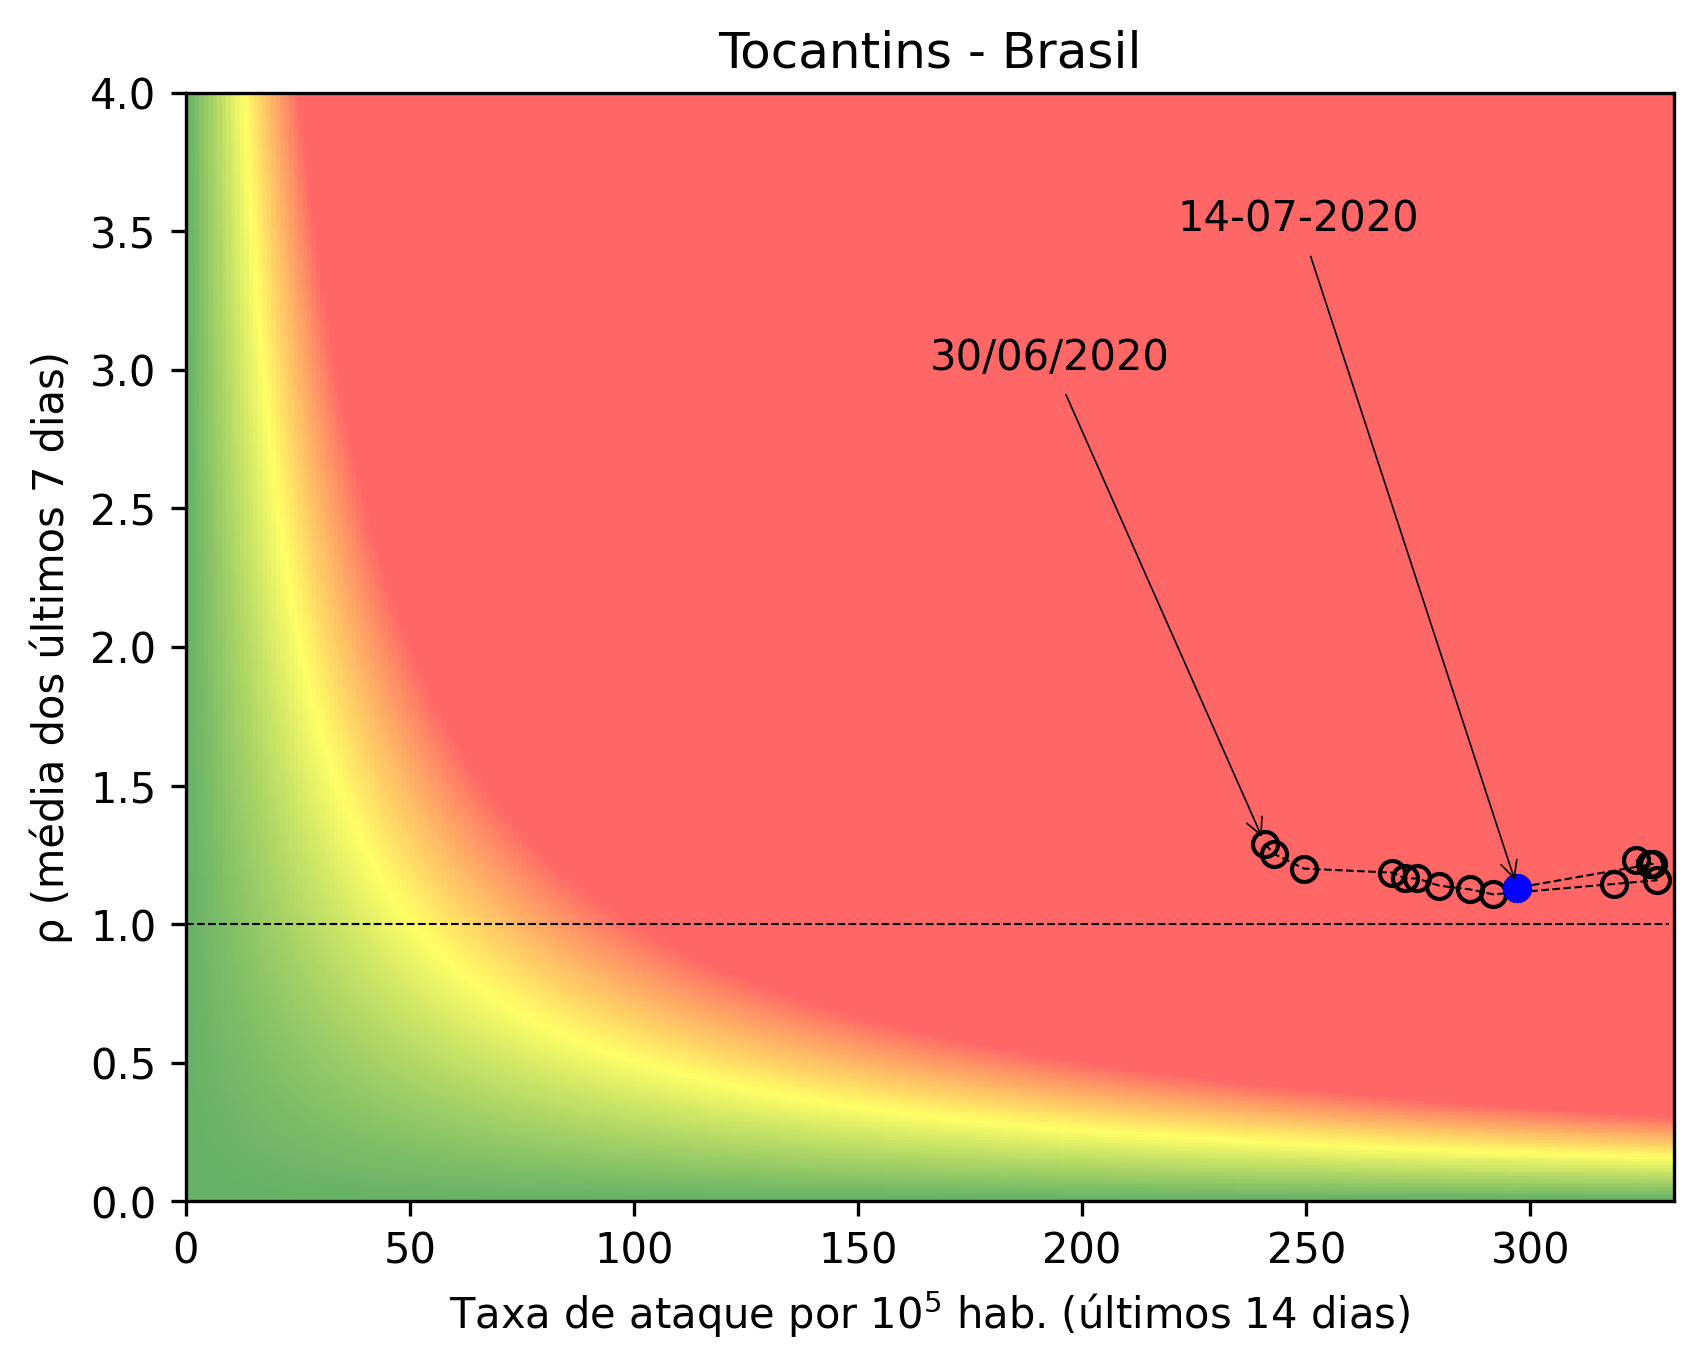 Tocantins - Brasil
4.0
3.5
3.0
2.5
2.0
1.5
1.0
0.5
0.0
ρ (média dos últimos 7 dias)
14-07-2020
30/06/2020
0 50 100 150 200 250 300
Taxa de ataque por 10⁵ hab. (últimos 14 dias)